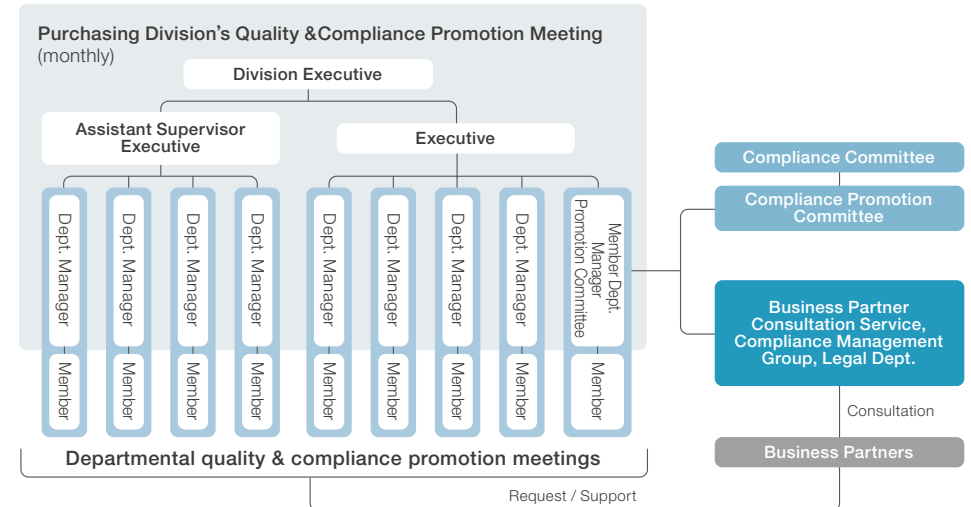 Purchasing Division's Quality &Compliance Promotion Meeting
(monthly)
Division Executive
Assistant Supervisor
Executive
Executive
Dept. Manager
Dept. Manager
Dept. Manager
Dept. Manager
Dept. Manager
Dept. Manager
Dept. Manager
Dept. Manager
Member Dept.
Manager
Promotion Committee
Member
Member
Member
Member
Member
Member
Member
Member
Member
Departmental quality & compliance promotion meetings
Request / Support
Compliance Committee
Compliance Promotion
Committee
Business Partner
Consultation Service,
Compliance Management
Group, Legal Dept.
Consultation
Business Partners